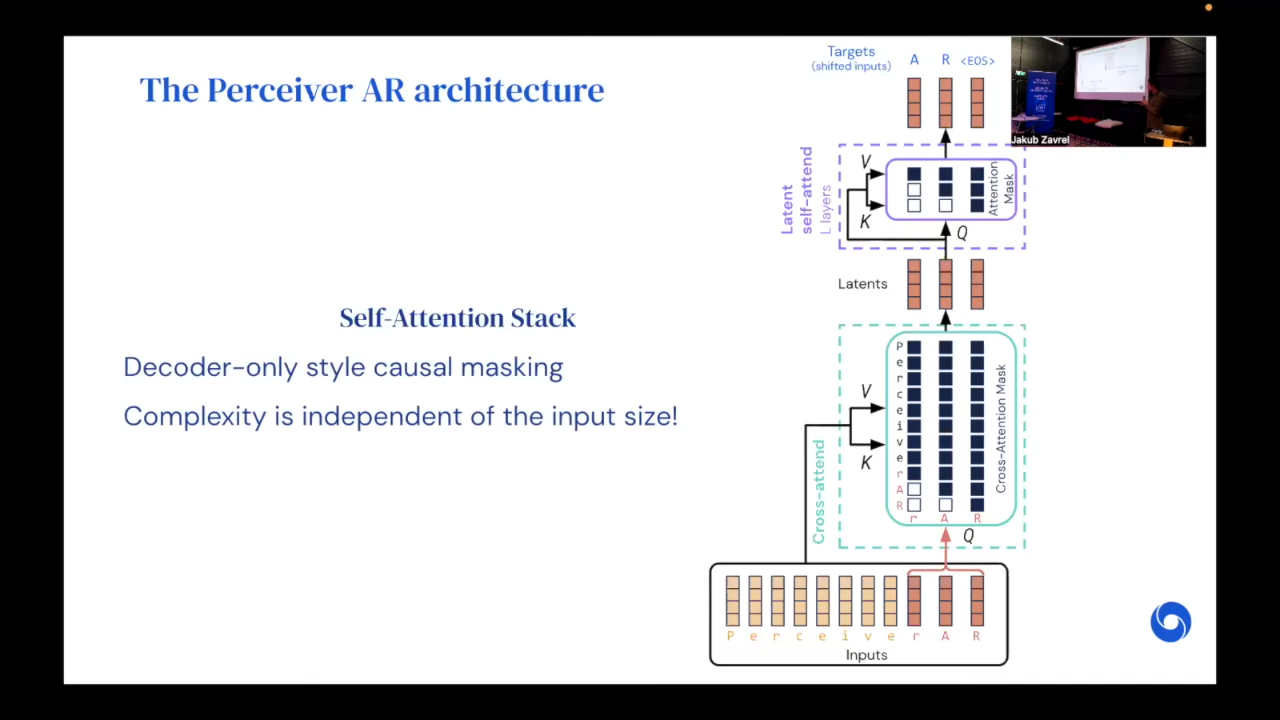 The Perceiver AR architecture
Self-Attention Stack
Decoder-only style causal masking
Complexity is independent of the input size!
Targets
(shifted inputs)
A R <EOS>
Latent
self-attend
L layers
V
K
Q
Attention
Mask
Latents
Cross-attend
V
K
Q
P
e
r
c
e
i
v
e
r
A
R
r A R
Cross-Attention Mask
P e r c e i v e r A R
Inputs
Jakub Zavrel